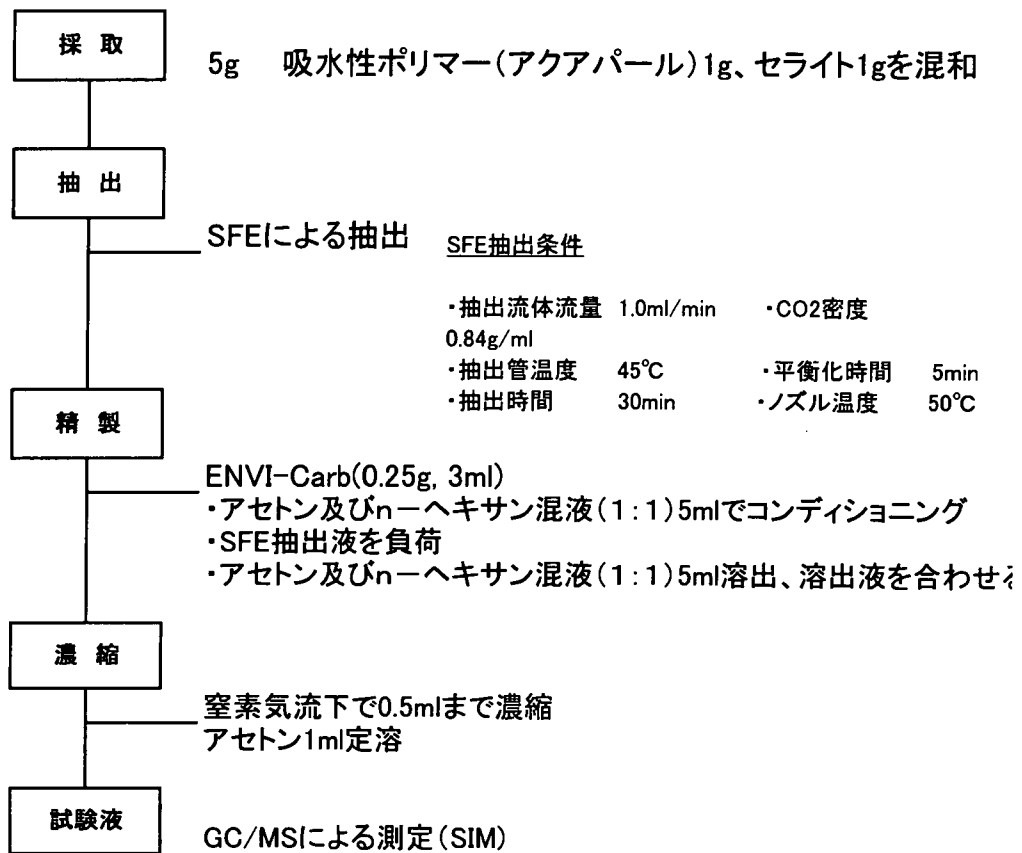 採 取
5g 吸水性ポリマー(アクアパール)1g、セライト1gを混和
抽 出
SFEによる抽出
SFE抽出条件
・抽出流体流量 1.0ml/min ・CO2密度
0.84g/ml
・抽出管温度 45℃ ・平衡化時間 5min
・抽出時間 30min ・ノズル温度 50℃
精 製
ENVI-Carb(0.25g, 3ml)
・アセトン及びn-ヘキサン混液(1:1)5mlでコンディショニング
・SFE抽出液を負荷
・アセトン及びn-ヘキサン混液(1:1)5ml溶出、溶出液を合わせる
濃 縮
窒素気流下で0.5mlまで濃縮
アセトン1ml定溶
試験液
GC/MSによる測定(SIM)